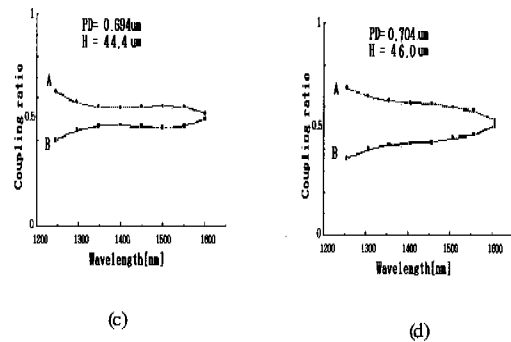 1
PD= 0.694um
H = 44.4 um
A
0.5
B
0
Coupling ratio
1200 1300 1400 1500 1600
Wavelength[nm]
(c)
1
PD= 0.704um
H = 46.0 um
A
0.5
B
0
Coupling ratio
1200 1300 1400 1500 1600
Wavelength[nm]
(d)